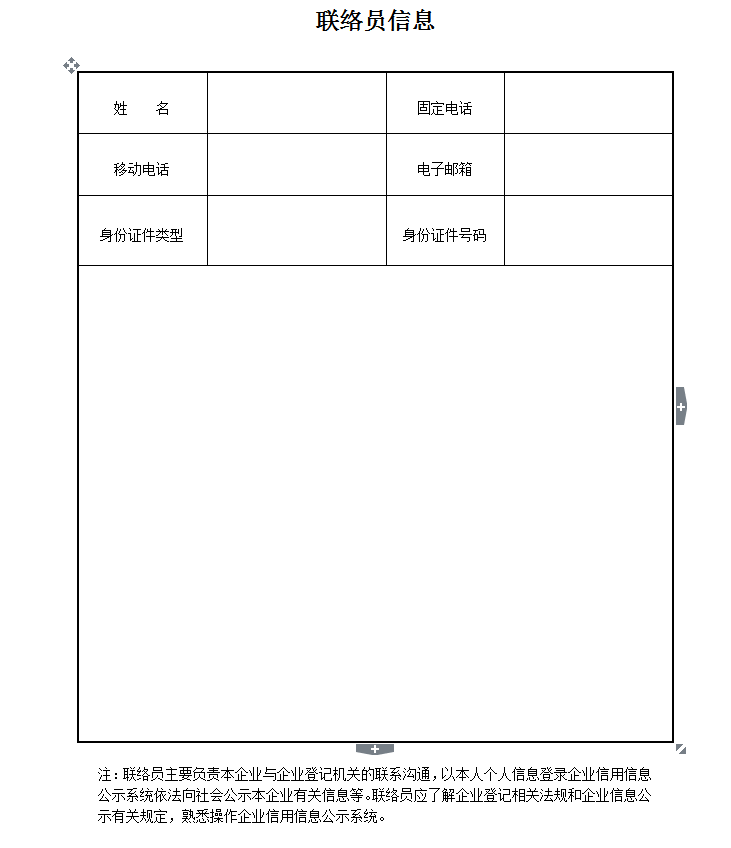 联络员信息
姓　　名 固定电话
移动电话 电子邮箱
身份证件类型 身份证件号码
注：联络员主要负责本企业与企业登记机关的联系沟通，以本人个人信息登录企业信用信息
公示系统依法向社会公示本企业有关信息等。联络员应了解企业登记相关法规和企业信息公
示有关规定，熟悉操作企业信用信息公示系统。